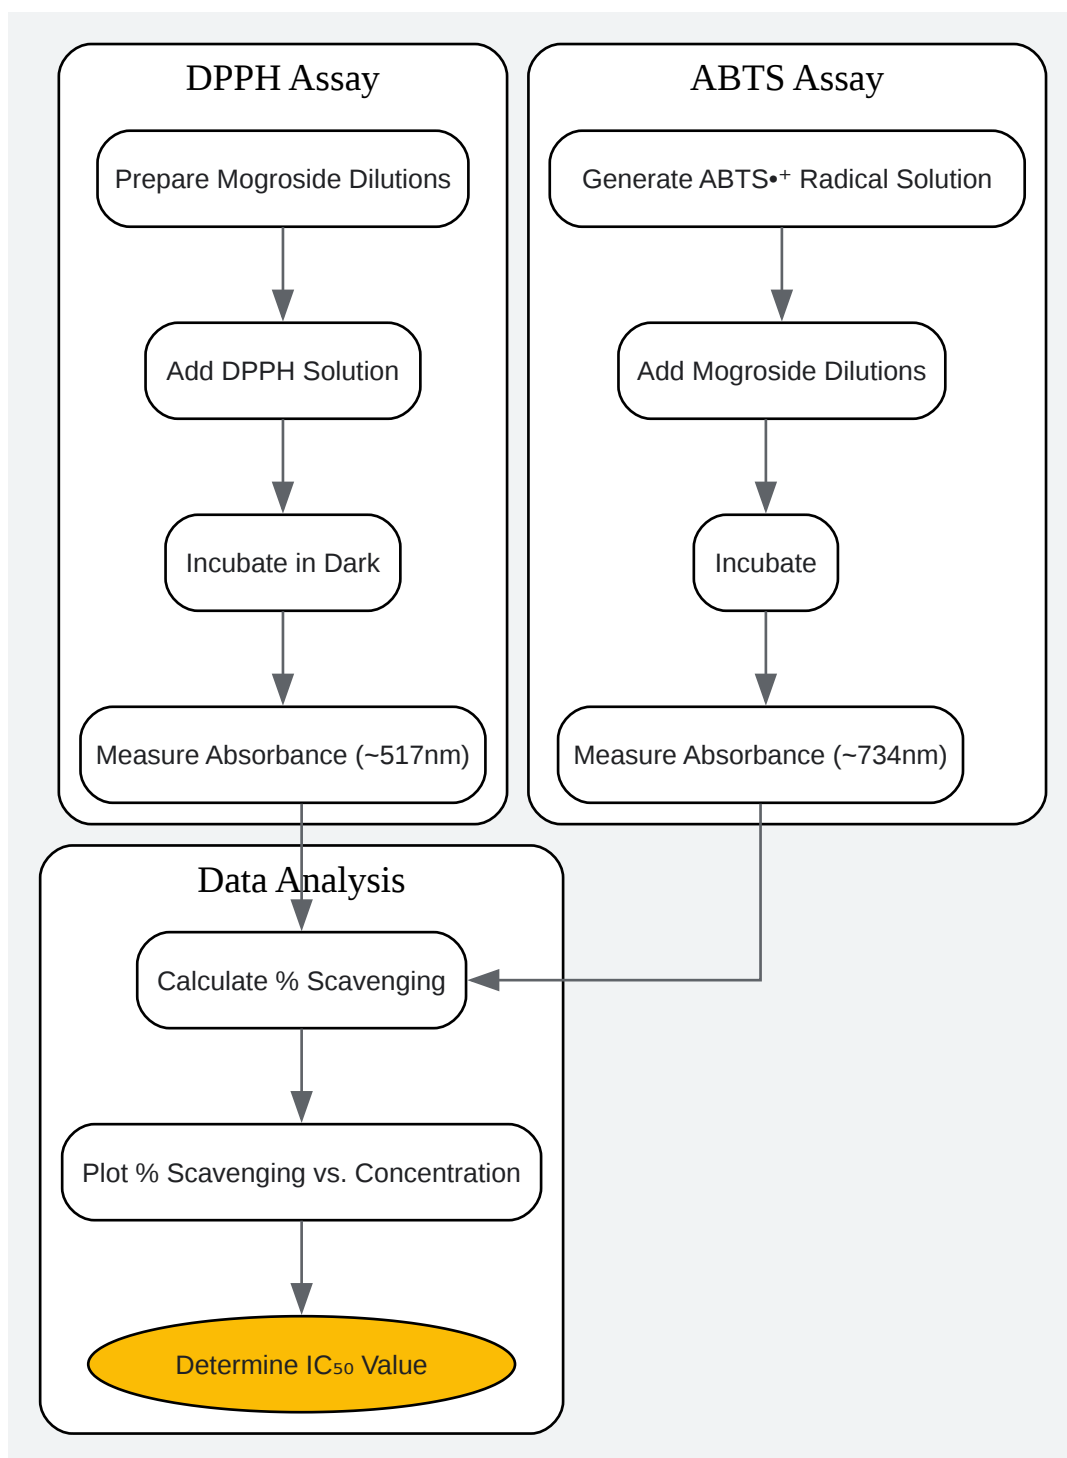 DPPH Assay
Prepare Mogroside Dilutions
Add DPPH Solution
Incubate in Dark
Measure Absorbance (~517nm)
ABTS Assay
Generate ABTS•⁺ Radical Solution
Add Mogroside Dilutions
Incubate
Measure Absorbance (~734nm)
Data Analysis
Calculate % Scavenging
Plot % Scavenging vs. Concentration
Determine IC₅₀ Value